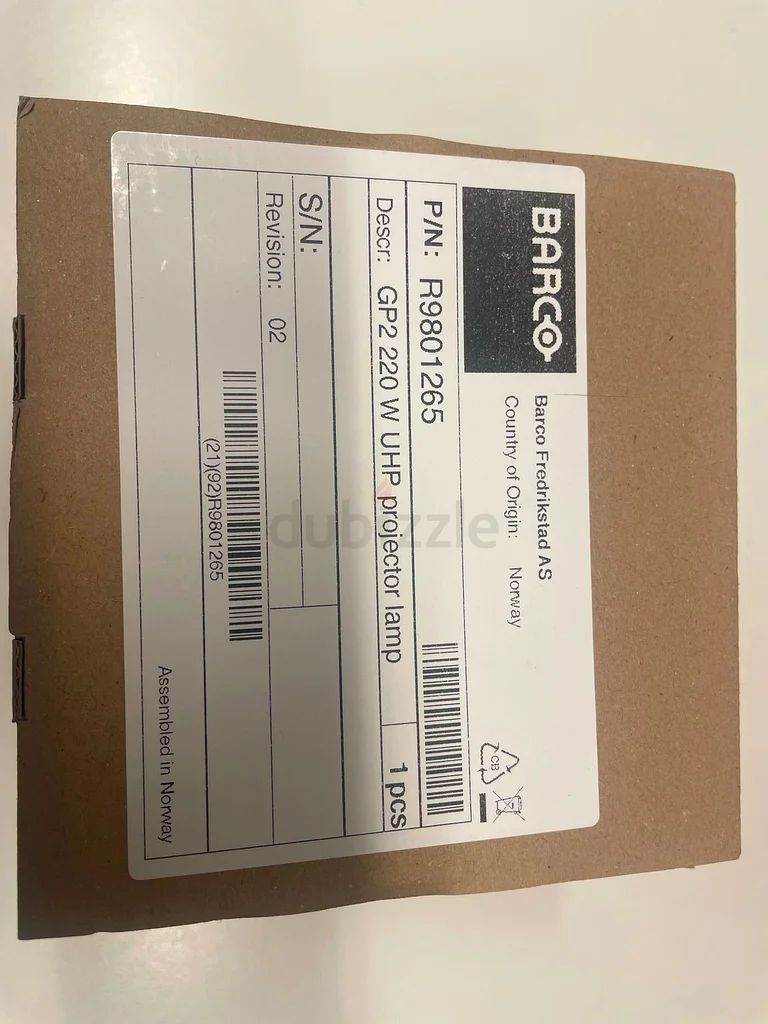 BARCO
Barco Fredrikstad AS
Country of Origin: Norway
CB
P/N: R9801265
Descr: GP2 220 W UHP projector lamp
1 pcs
S/N:
Revision: 02
(21)(92)R9801265
Assembled in Norway
dubizzle